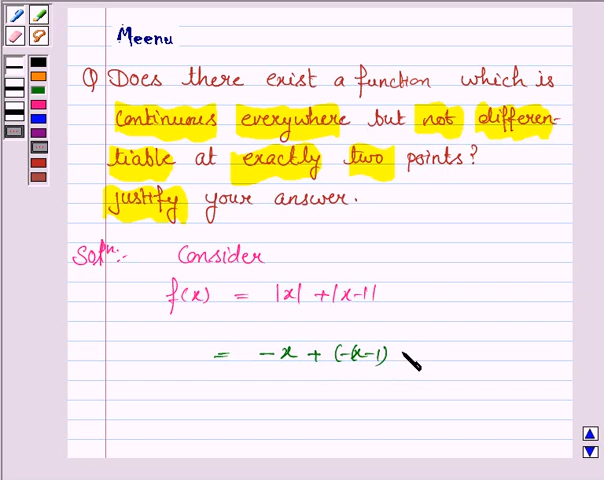 Meenu
Q Does there exist a function which is
continuous everywhere but not differen-
tiable at exactly two points?
justify your answer.
Solⁿ:- Consider
f(x) = |x| + |x-1|
= -x + (-(x-1)